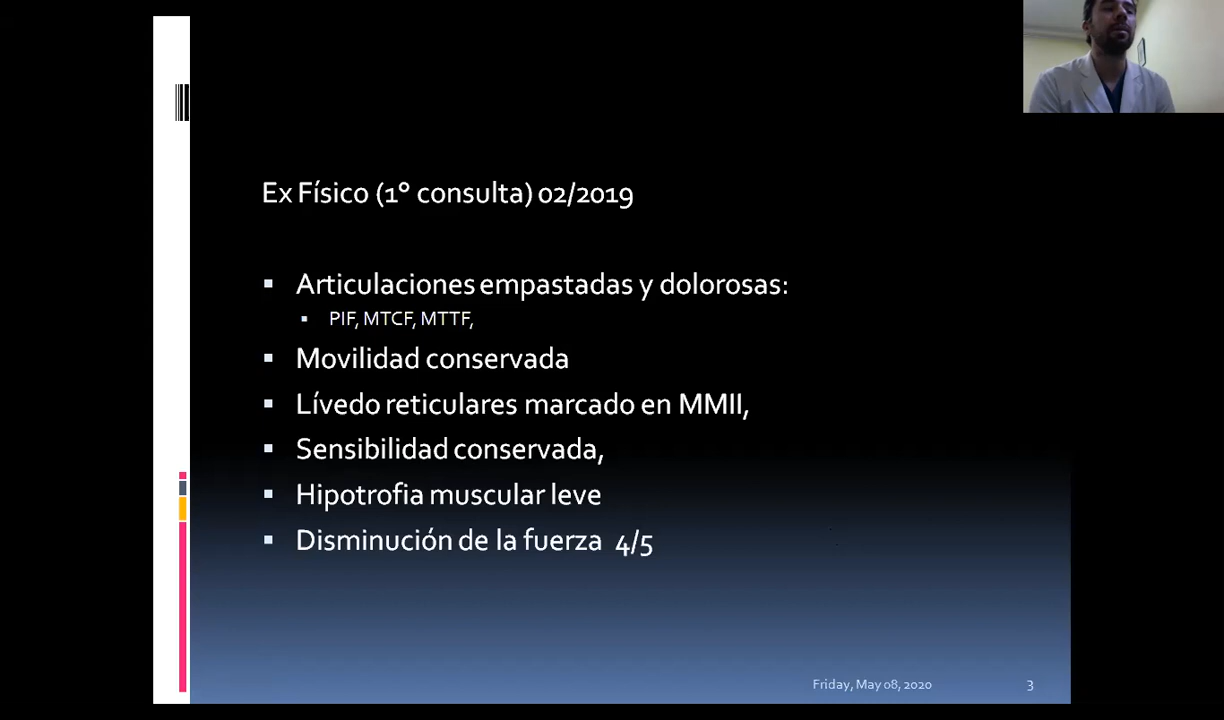 Ex Físico (1° consulta) 02/2019
Articulaciones empastadas y dolorosas:
PIF, MTCF, MTTF,
Movilidad conservada
Lívedo reticulares marcado en MMII,
Sensibilidad conservada,
Hipotrofia muscular leve
Disminución de la fuerza 4/5
Friday, May 08, 2020
3